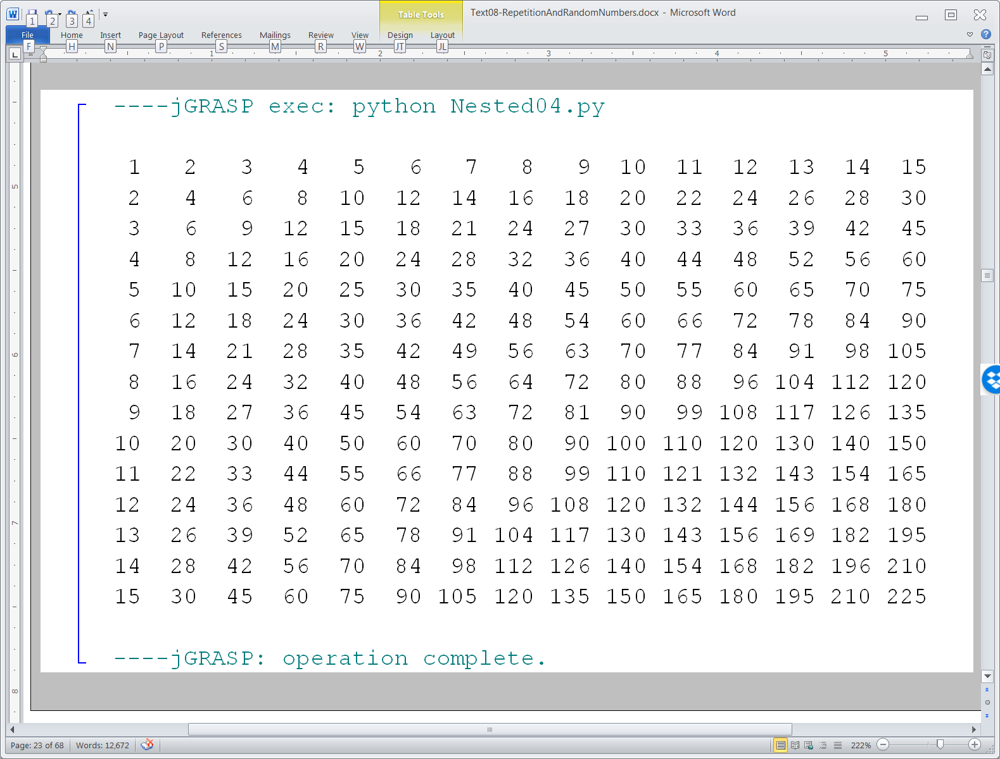 Text08-RepetitionAndRandomNumbers.docx - Microsoft Word
Table Tools
1 2 3 4
File Home Insert Page Layout References Mailings Review View Design Layout
F H N P S M R W JT JL
L 1 2 3 4 5
----jGRASP exec: python Nested04.py
1 2 3 4 5 6 7 8 9 10 11 12 13 14 15
2 4 6 8 10 12 14 16 18 20 22 24 26 28 30
3 6 9 12 15 18 21 24 27 30 33 36 39 42 45
4 8 12 16 20 24 28 32 36 40 44 48 52 56 60
5 10 15 20 25 30 35 40 45 50 55 60 65 70 75
6 12 18 24 30 36 42 48 54 60 66 72 78 84 90
7 14 21 28 35 42 49 56 63 70 77 84 91 98 105
8 16 24 32 40 48 56 64 72 80 88 96 104 112 120
9 18 27 36 45 54 63 72 81 90 99 108 117 126 135
10 20 30 40 50 60 70 80 90 100 110 120 130 140 150
11 22 33 44 55 66 77 88 99 110 121 132 143 154 165
12 24 36 48 60 72 84 96 108 120 132 144 156 168 180
13 26 39 52 65 78 91 104 117 130 143 156 169 182 195
14 28 42 56 70 84 98 112 126 140 154 168 182 196 210
15 30 45 60 75 90 105 120 135 150 165 180 195 210 225
----jGRASP: operation complete.
5
6
7
8
Page: 23 of 68 Words: 12,672 222%